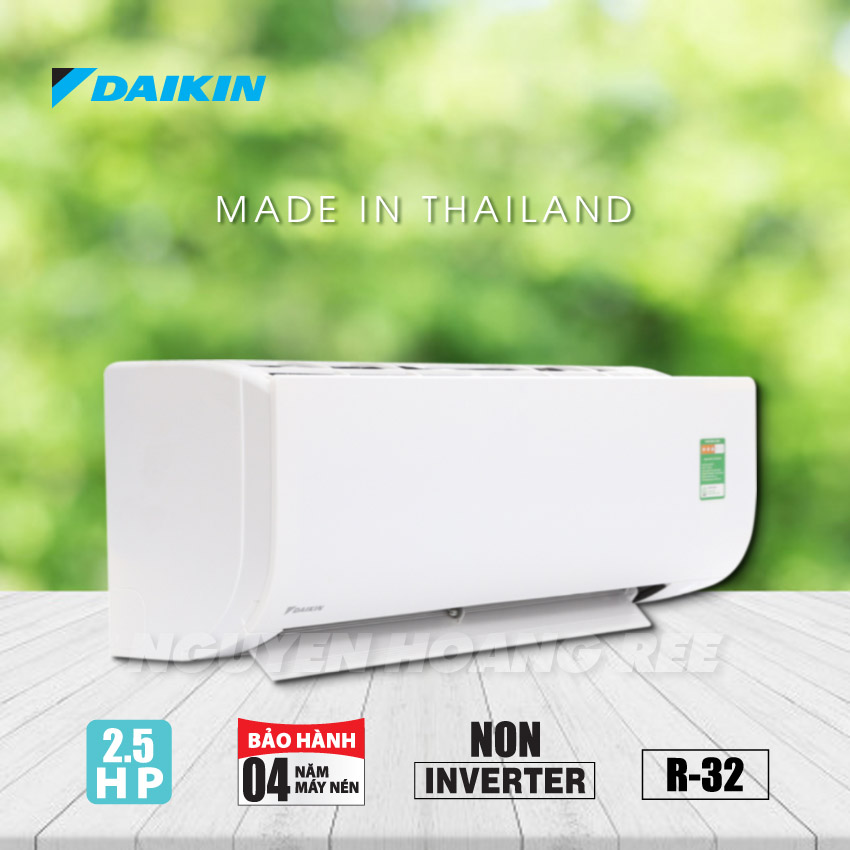 DAIKIN
MADE IN THAILAND
DAIKIN
NGUYEN HOANG REE
2.5
HP
BẢO HÀNH
04 NĂM
MÁY NÉN
NON
INVERTER
R-32